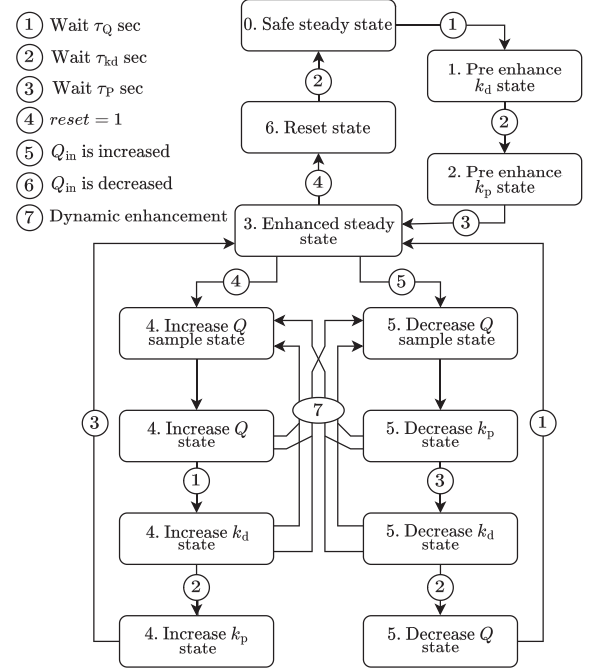 1 Wait τQ sec
2 Wait τkd sec
3 Wait τP sec
4 reset = 1
5 Qin is increased
6 Qin is decreased
7 Dynamic enhancement
0. Safe steady state
1
1. Pre enhance
kd state
2
2
6. Reset state
2. Pre enhance
kp state
4
3
3. Enhanced steady
state
4
5
4. Increase Q
sample state
5. Decrease Q
sample state
7
4. Increase Q
state
5. Decrease kp
state
3
1
1
3
4. Increase kd
state
5. Decrease kd
state
2
2
4. Increase kp
state
5. Decrease Q
state